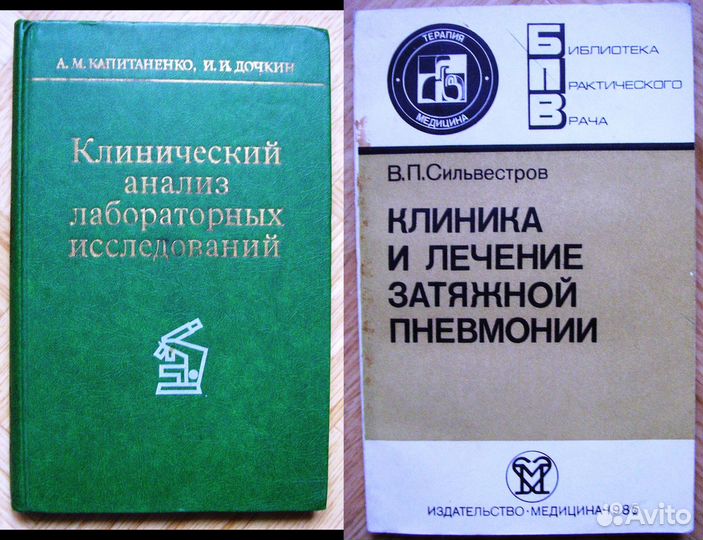 А. М. КАПИТАНЕНКО, И. И. ДОЧКИН
Клинический
анализ
лабораторных
исследований
ТЕРАПИЯ
МЕДИЦИНА
БИБЛИОТЕКА
ПРАКТИЧЕСКОГО
ВРАЧА
В.П.Сильвестров
КЛИНИКА
И ЛЕЧЕНИЕ
ЗАТЯЖНОЙ
ПНЕВМОНИИ
ИЗДАТЕЛЬСТВО·МЕДИЦИНА·1986
Avito